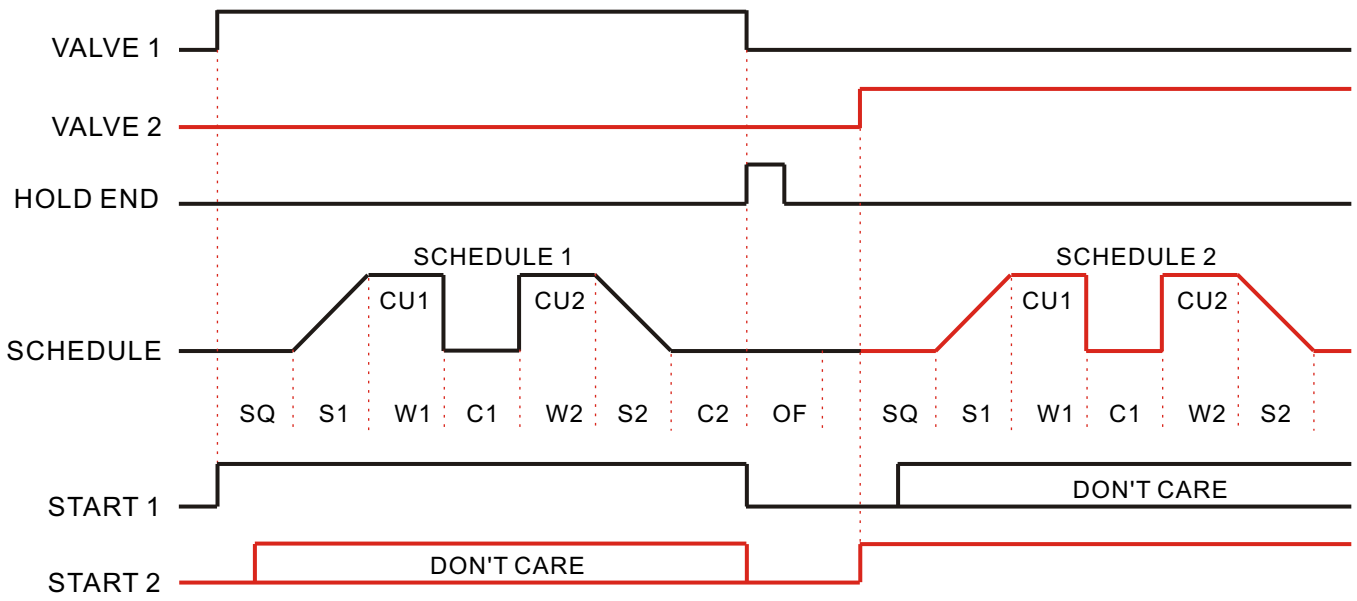 VALVE 1
VALVE 2
HOLD END
SCHEDULE 1 SCHEDULE 2
CU1 CU2 CU1 CU2
SCHEDULE
SQ S1 W1 C1 W2 S2 C2 OF SQ S1 W1 C1 W2 S2
DON'T CARE
START 1
DON'T CARE
START 2